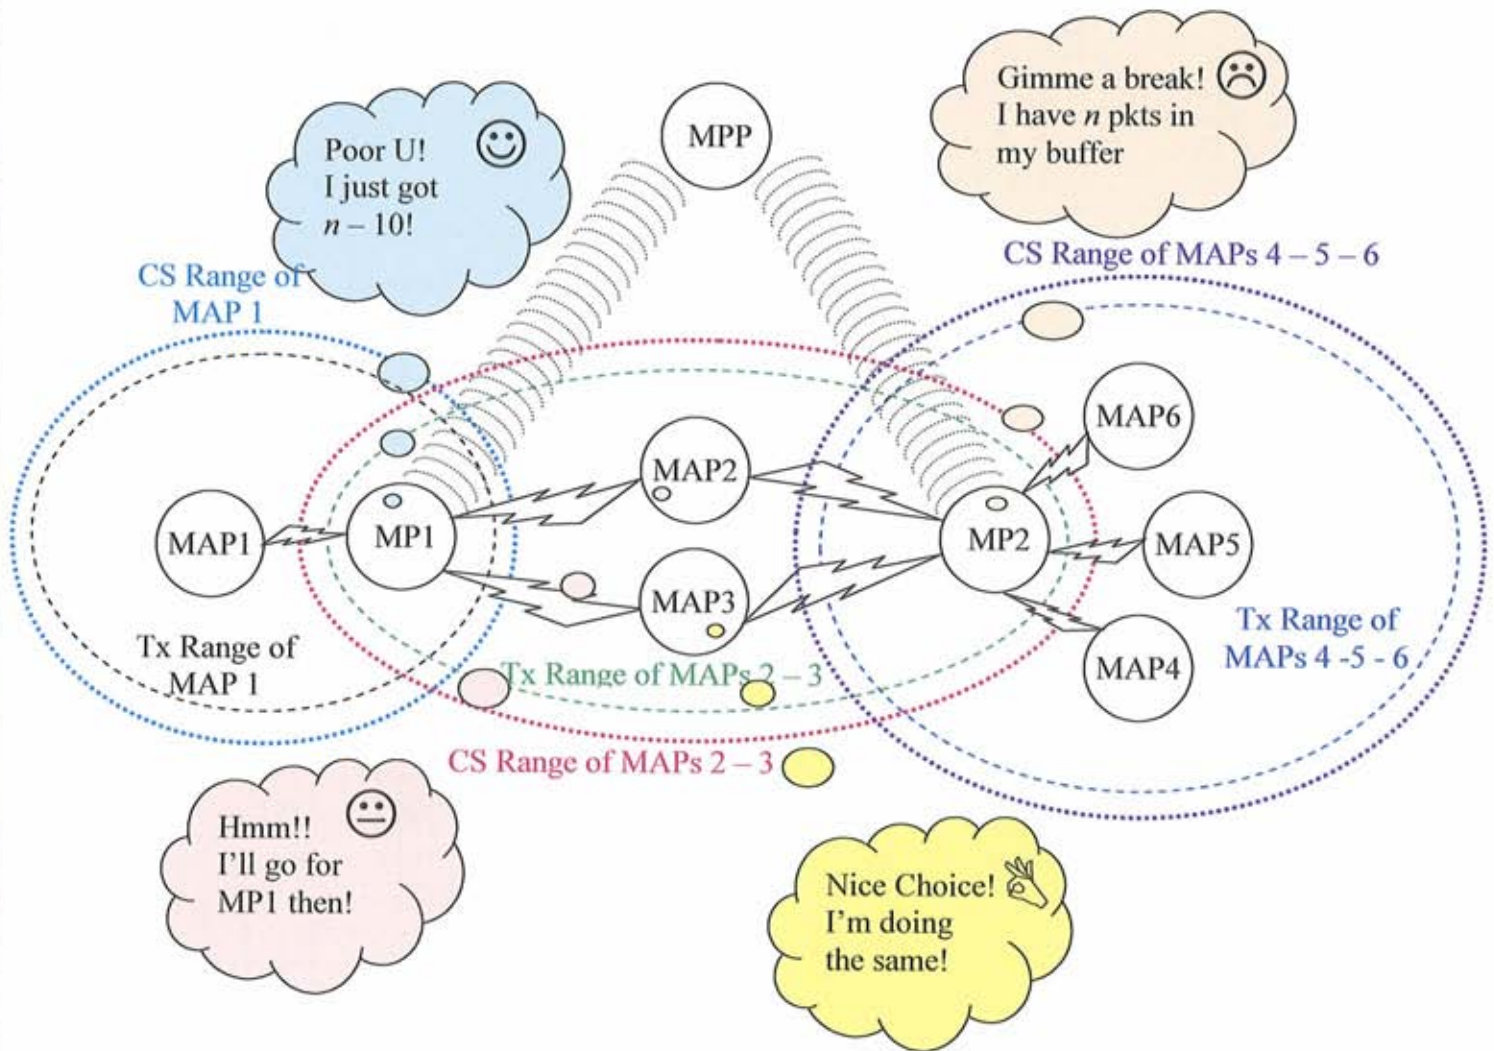 Gimme a break!
I have n pkts in
my buffer
Poor U!
I just got
n – 10!
MPP
CS Range of MAPs 4 – 5 – 6
CS Range of
MAP 1
MAP6
MAP2
MAP1
MP1
MP2
MAP5
MAP3
Tx Range of
MAPs 4 -5 - 6
Tx Range of
MAP 1
Tx Range of MAPs 2 – 3
MAP4
CS Range of MAPs 2 – 3
Hmm!!
I'll go for
MP1 then!
Nice Choice!
I'm doing
the same!